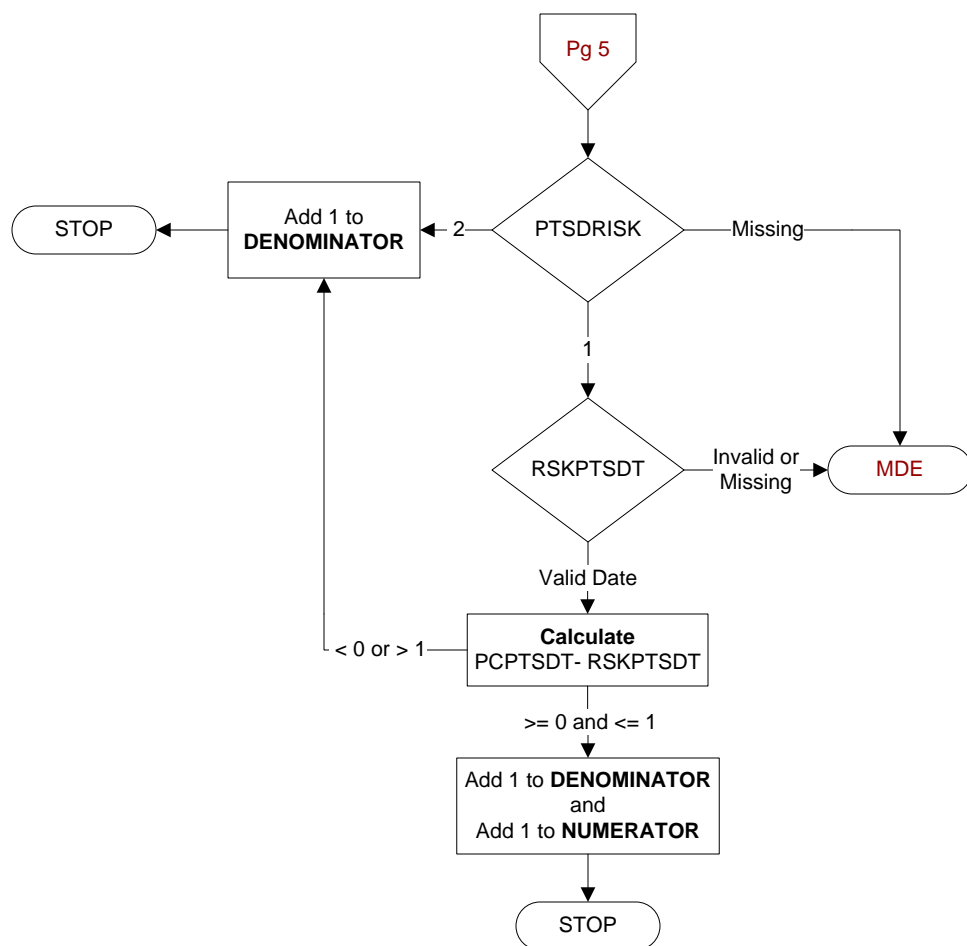 Pg 5
STOP
Add 1 to
DENOMINATOR
2
PTSDRISK
Missing
1
RSKPTSDT
Invalid or
Missing
MDE
Valid Date
Calculate
PCPTSDT- RSKPTSDT
< 0 or > 1
>= 0 and <= 1
Add 1 to DENOMINATOR
and
Add 1 to NUMERATOR
STOP